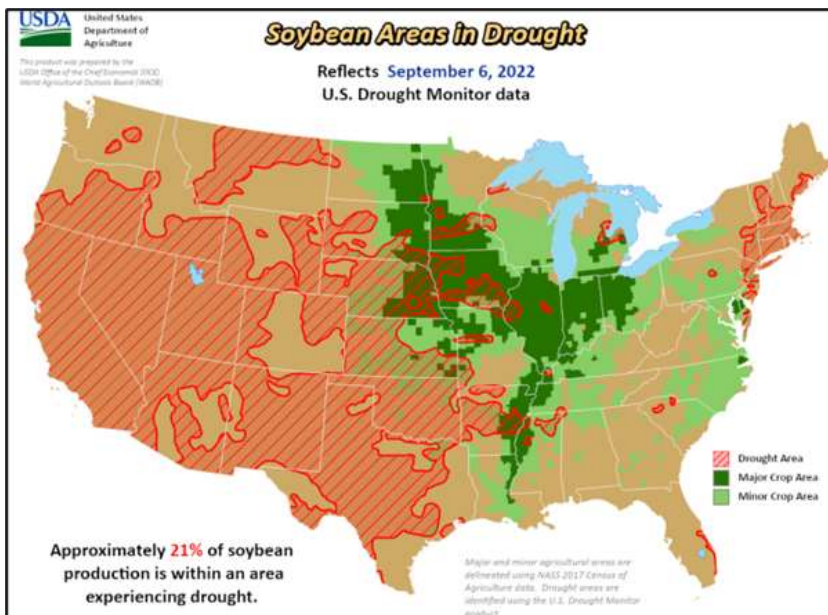 USDA
United States
Department of
Agriculture
This product was prepared by the
USDA Office of the Chief Economist (OCE)
World Agricultural Outlook Board (WAOB)
Soybean Areas in Drought
Reflects September 6, 2022
U.S. Drought Monitor data
Drought Area
Major Crop Area
Minor Crop Area
Approximately 21% of soybean
production is within an area
experiencing drought.
Major and minor agricultural areas are
delineated using NASS 2017 Census of
Agriculture data. Drought areas are
identified using the U.S. Drought Monitor
product.